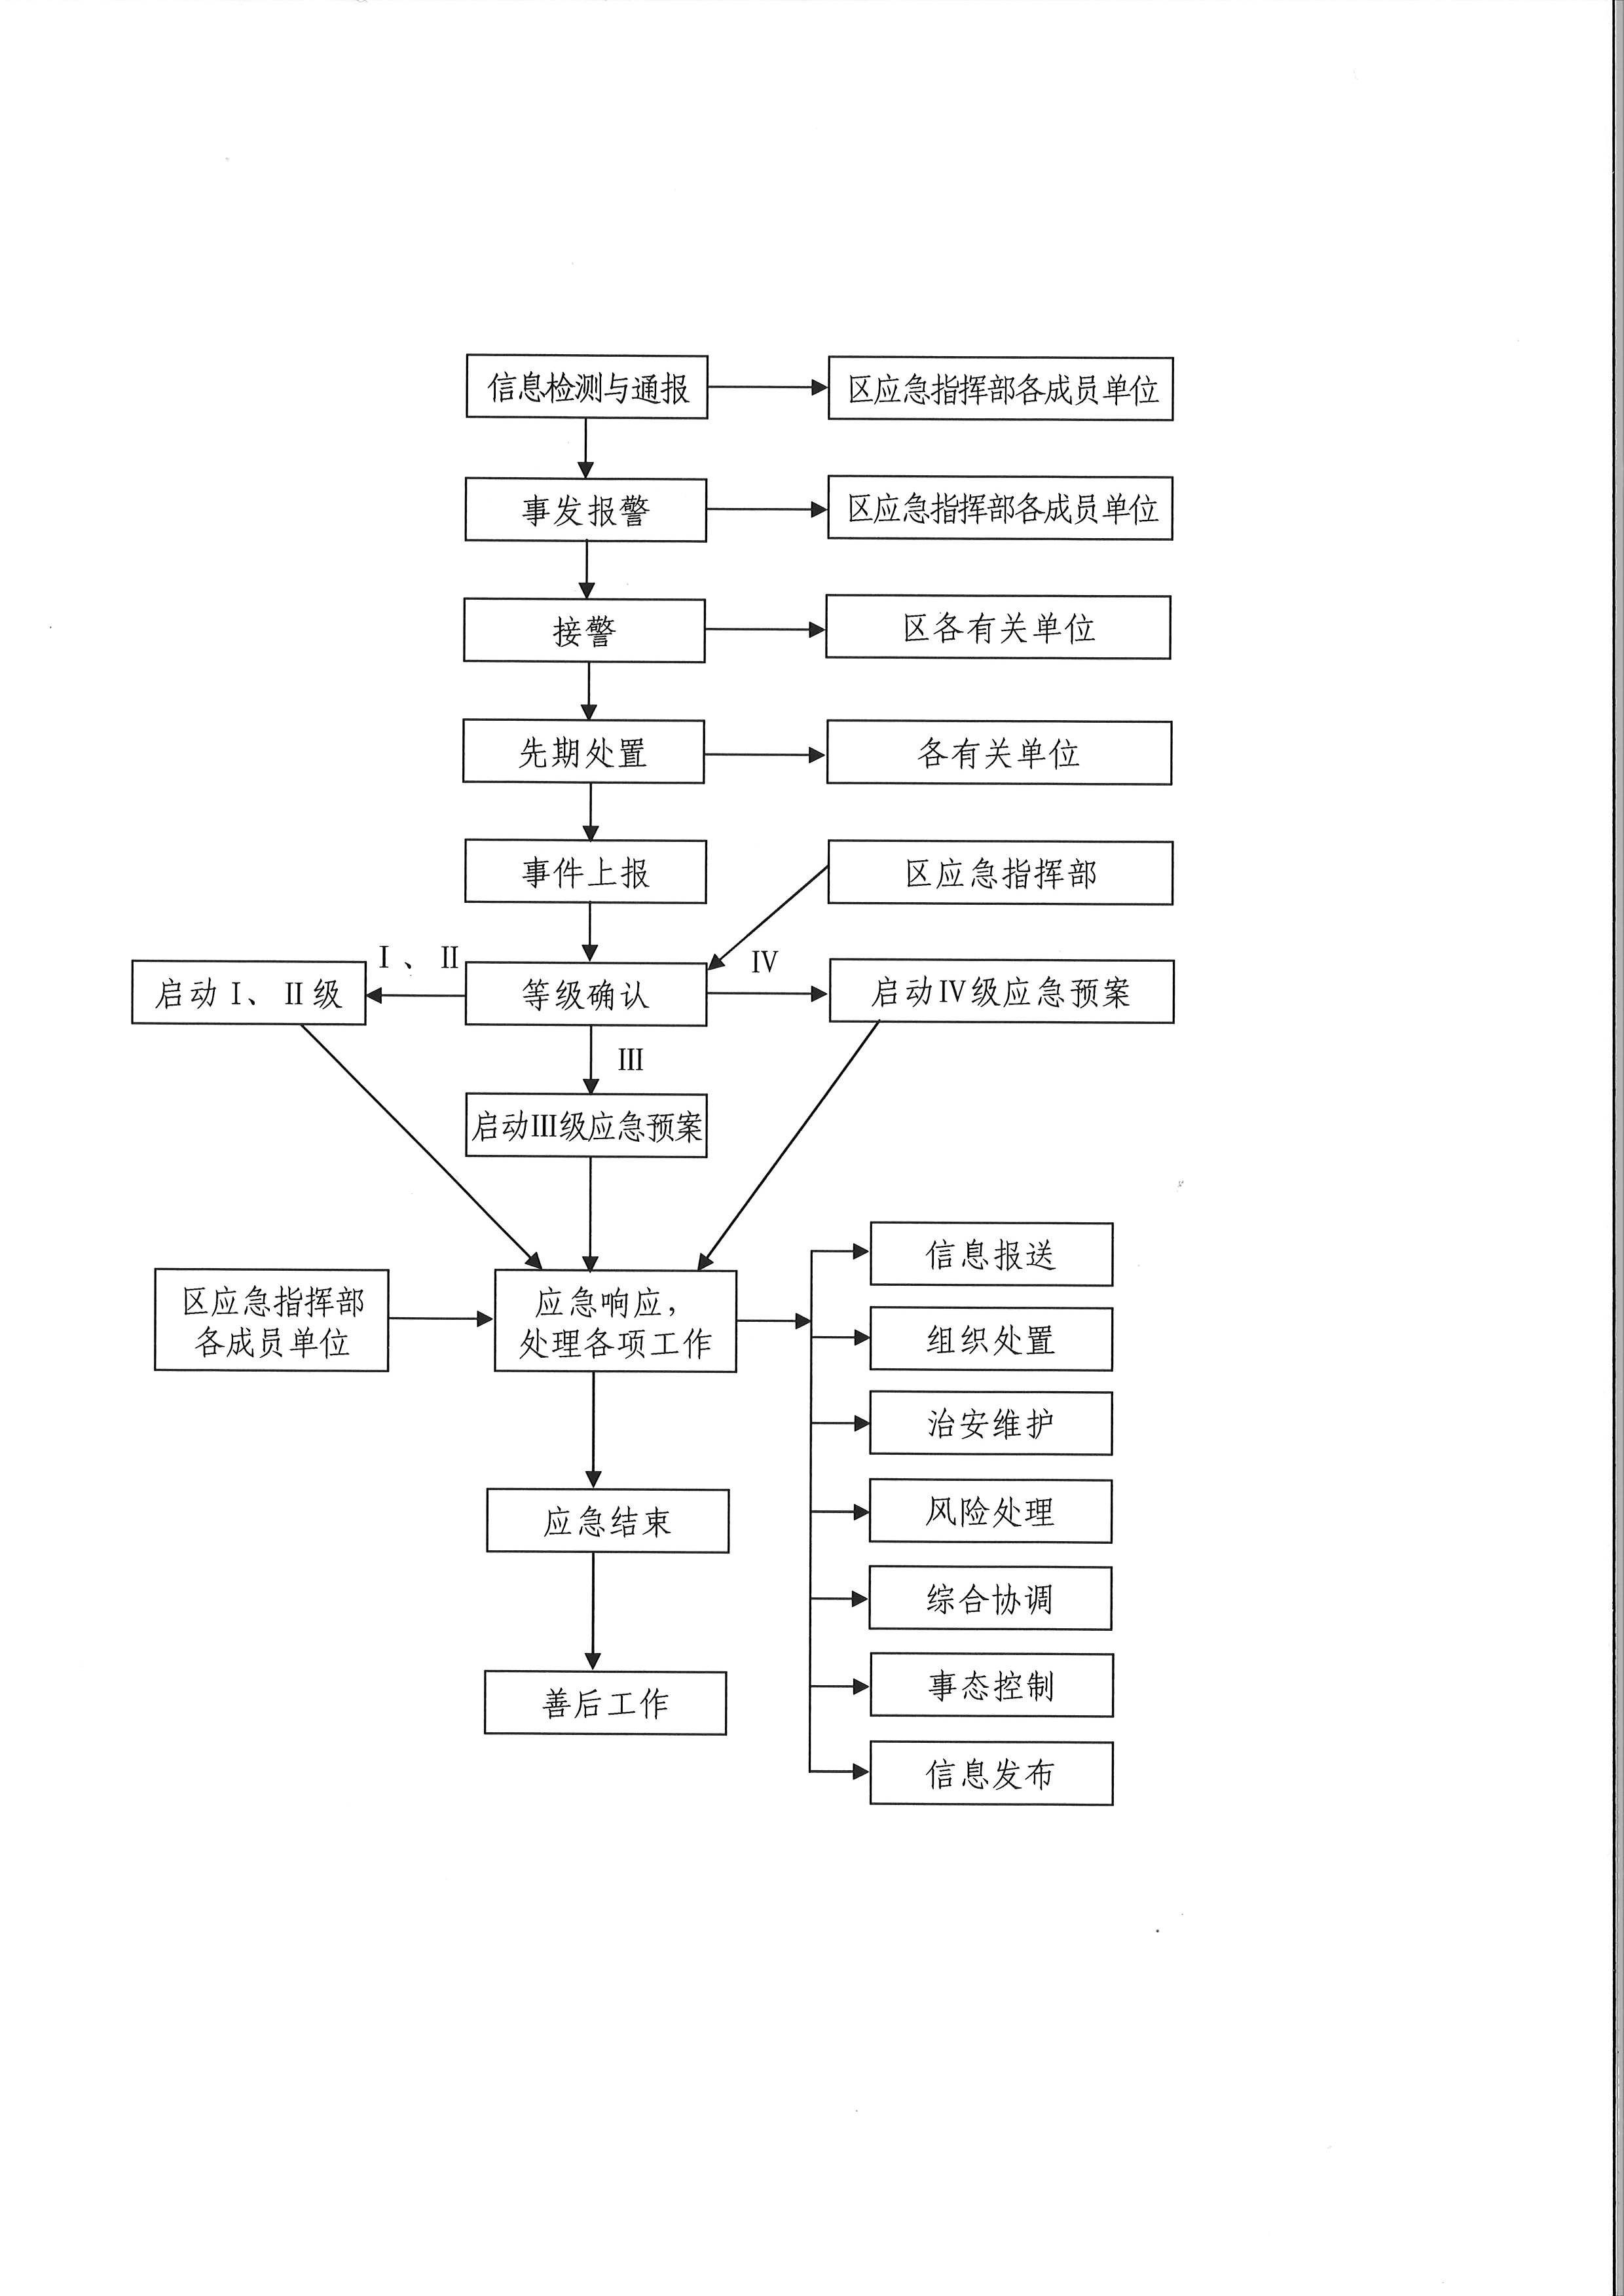 信息检测与通报
区应急指挥部各成员单位
事发报警
区应急指挥部各成员单位
接警
区各有关单位
先期处置
各有关单位
事件上报
区应急指挥部
Ⅰ、Ⅱ
Ⅳ
启动Ⅰ、Ⅱ级
等级确认
启动Ⅳ级应急预案
Ⅲ
启动Ⅲ级应急预案
区应急指挥部
各成员单位
应急响应，
处理各项工作
信息报送
组织处置
治安维护
风险处理
综合协调
事态控制
信息发布
应急结束
善后工作